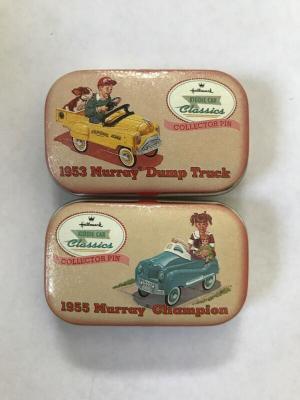 Hallmark
KIDDIE CAR
Classics
COLLECTOR PIN
1953 Murray Dump Truck
Hallmark
KIDDIE CAR
Classics
COLLECTOR PIN
1955 Murray Champion